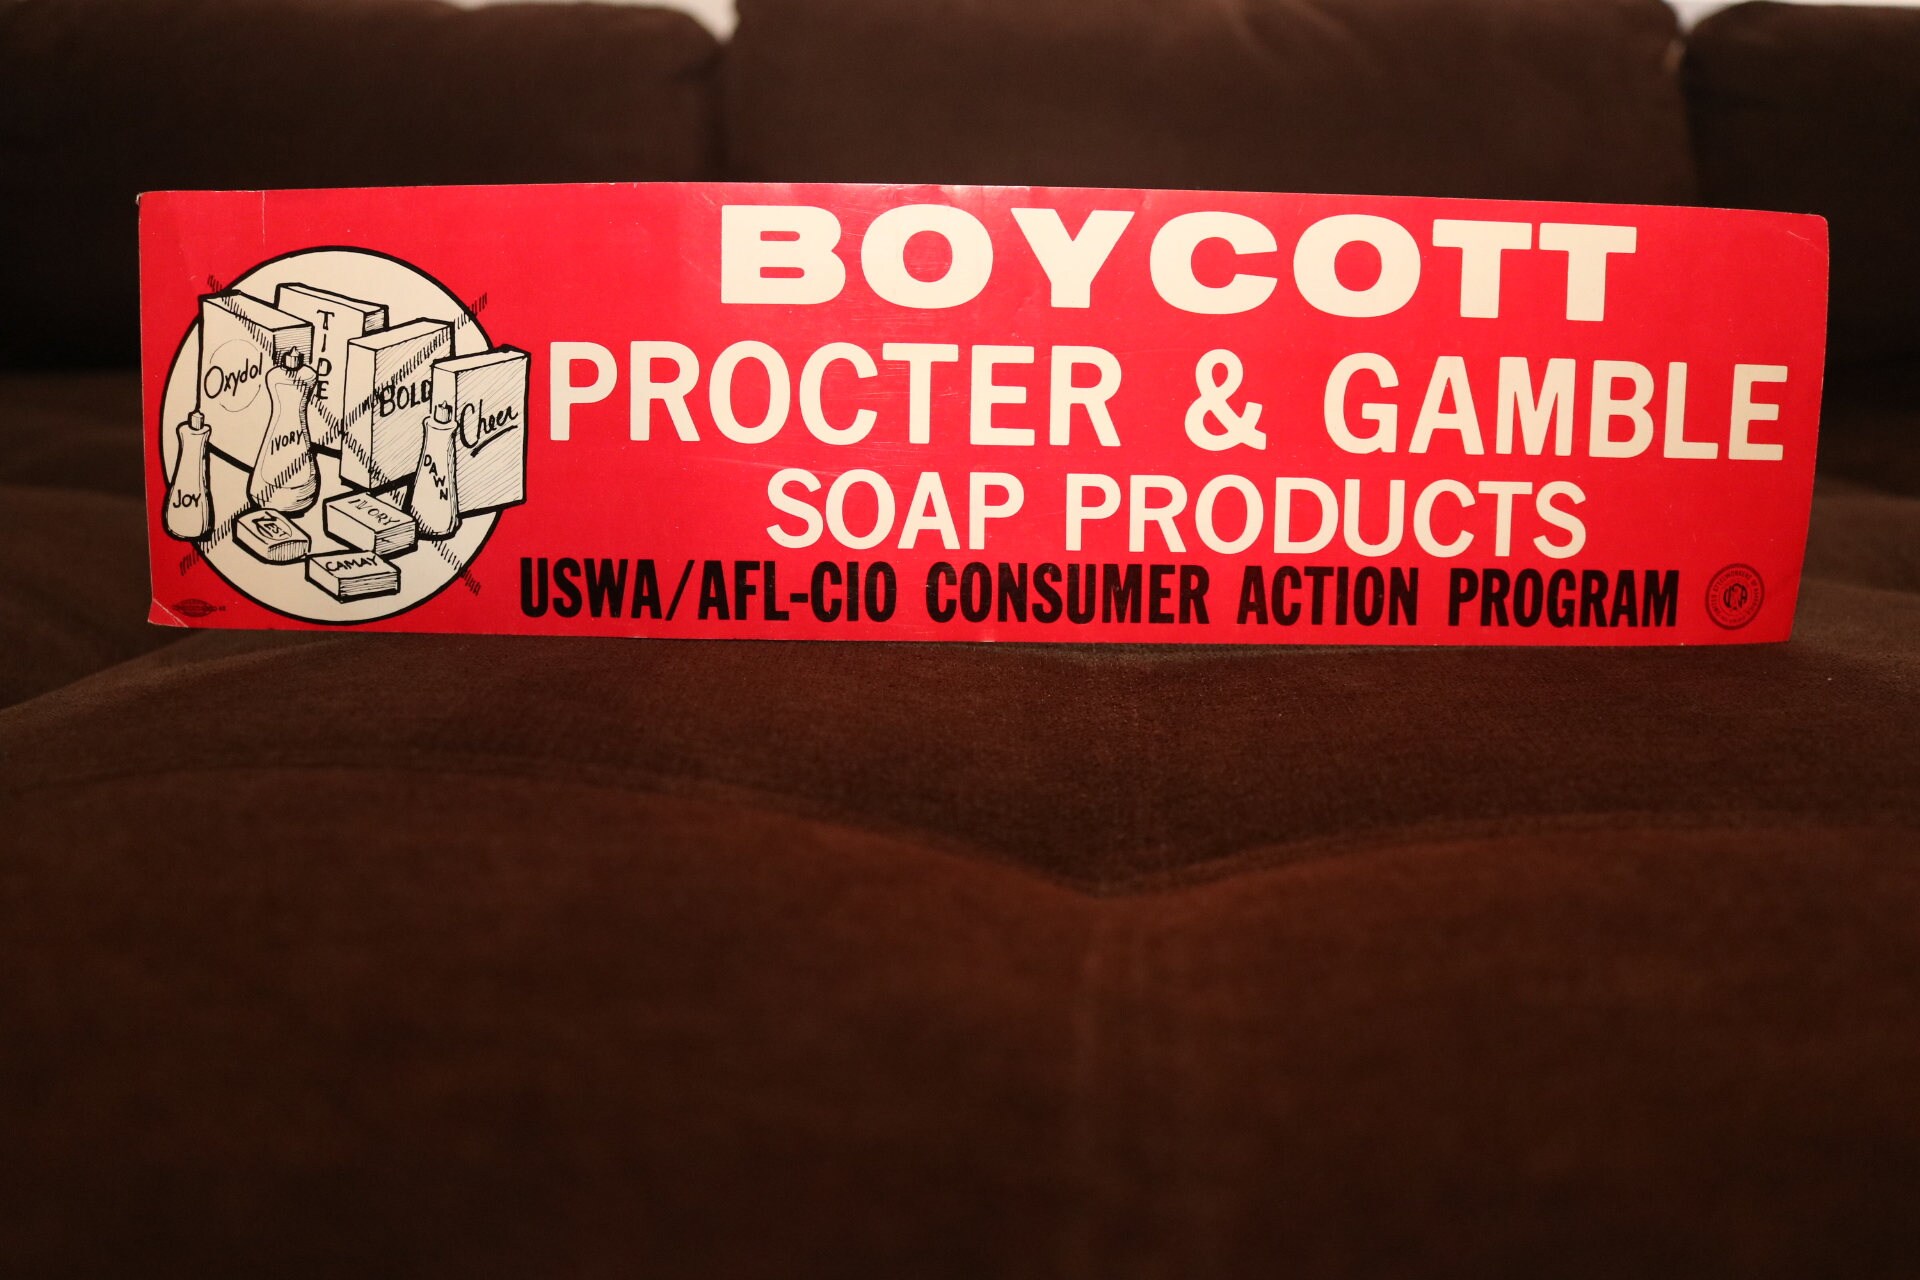 BOYCOTT
PROCTER & GAMBLE
SOAP PRODUCTS
USWA/AFL-CIO CONSUMER ACTION PROGRAM
Oxydol
TIDE
BOLD
Cheer
IVORY
JOY
DAWN
ZEST
IVORY
CAMAY